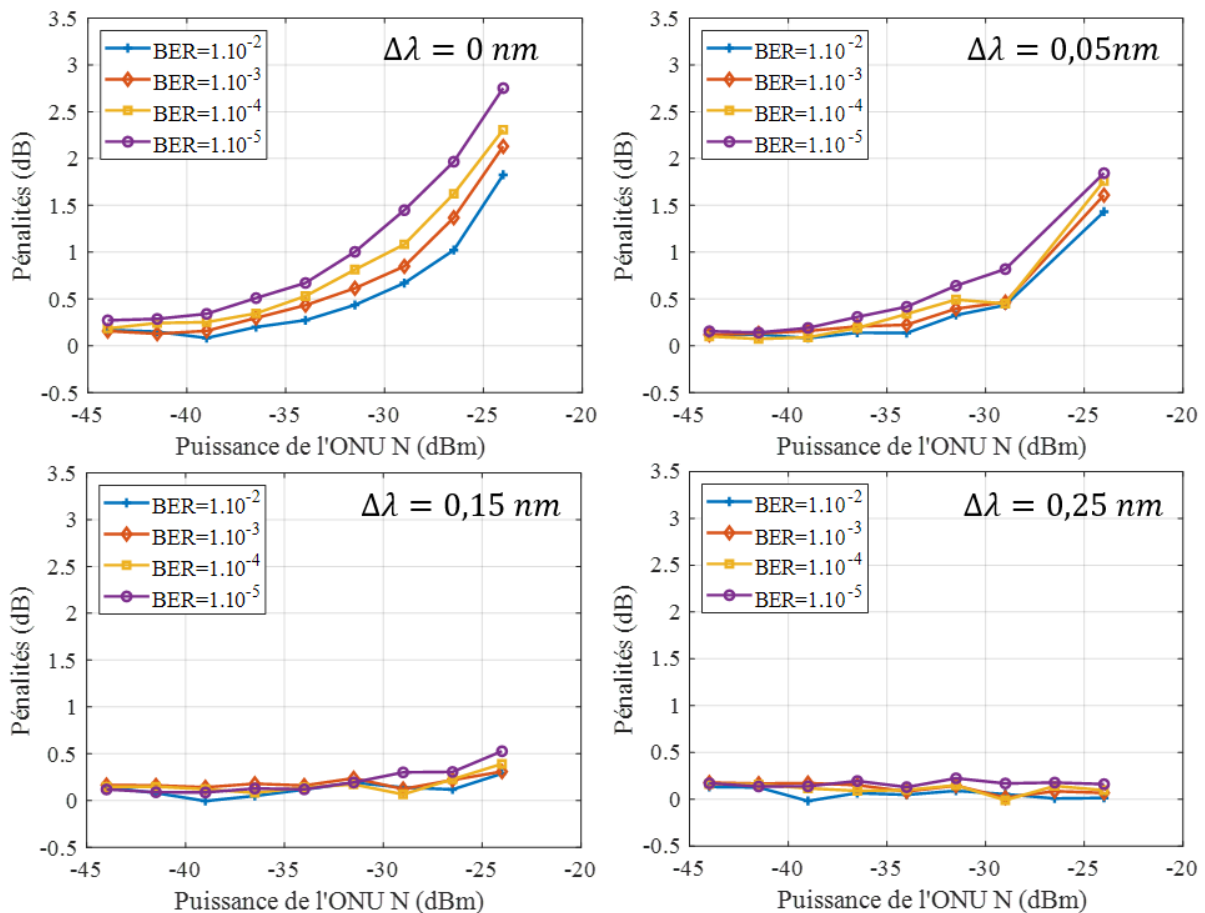 3.5
3
2.5
2
1.5
1
0.5
0
-0.5
Pénalités (dB)
BER=1.10-2
BER=1.10-3
BER=1.10-4
BER=1.10-5
Δλ = 0 nm
-45 -40 -35 -30 -25 -20
Puissance de l'ONU N (dBm)
3.5
3
2.5
2
1.5
1
0.5
0
-0.5
Pénalités (dB)
BER=1.10-2
BER=1.10-3
BER=1.10-4
BER=1.10-5
Δλ = 0,05nm
-45 -40 -35 -30 -25 -20
Puissance de l'ONU N (dBm)
3.5
3
2.5
2
1.5
1
0.5
0
-0.5
Pénalités (dB)
BER=1.10-2
BER=1.10-3
BER=1.10-4
BER=1.10-5
Δλ = 0,15 nm
-45 -40 -35 -30 -25 -20
Puissance de l'ONU N (dBm)
3.5
3
2.5
2
1.5
1
0.5
0
-0.5
Pénalités (dB)
BER=1.10-2
BER=1.10-3
BER=1.10-4
BER=1.10-5
Δλ = 0,25 nm
-45 -40 -35 -30 -25 -20
Puissance de l'ONU N (dBm)